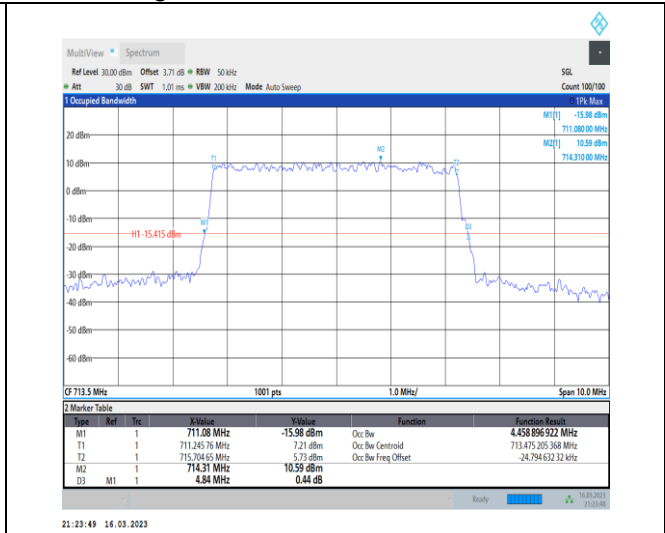 MultiView Spectrum
Ref Level 30.00 dBm Offset 3.71 dB RBW 50 kHz SGL
Att 30 dB SWT 1.01 ms VBW 200 kHz Mode Auto Sweep Count 100/100
1 Occupied Bandwidth 1Pk Max
M1[1] -15.98 dBm
711.080 00 MHz
M2[1] 10.59 dBm
714.310 00 MHz
20 dBm
M2
10 dBm
T1
T2
0 dBm
-10 dBm
M1
D3
H1 -15.415 dBm
-20 dBm
-30 dBm
-40 dBm
-50 dBm
-60 dBm
CF 713.5 MHz 1001 pts 1.0 MHz/ Span 10.0 MHz
2 Marker Table
Type Ref Trc X-Value Y-Value Function Function Result
M1 1 711.08 MHz -15.98 dBm Occ Bw 4.458 896 922 MHz
T1 1 711.245 76 MHz 7.21 dBm Occ Bw Centroid 713.475 205 368 MHz
T2 1 715.704 65 MHz 5.73 dBm Occ Bw Freq Offset -24.794 632 32 kHz
M2 1 714.31 MHz 10.59 dBm
D3 M1 1 4.84 MHz 0.44 dB
Ready 16.03.2023
21:23:48
21:23:49 16.03.2023